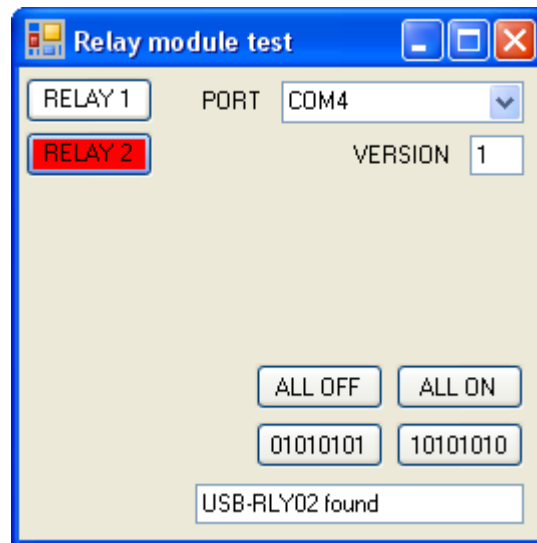 Relay module test
RELAY 1 PORT COM4
RELAY 2 VERSION 1
ALL OFF ALL ON
01010101 10101010
USB-RLY02 found